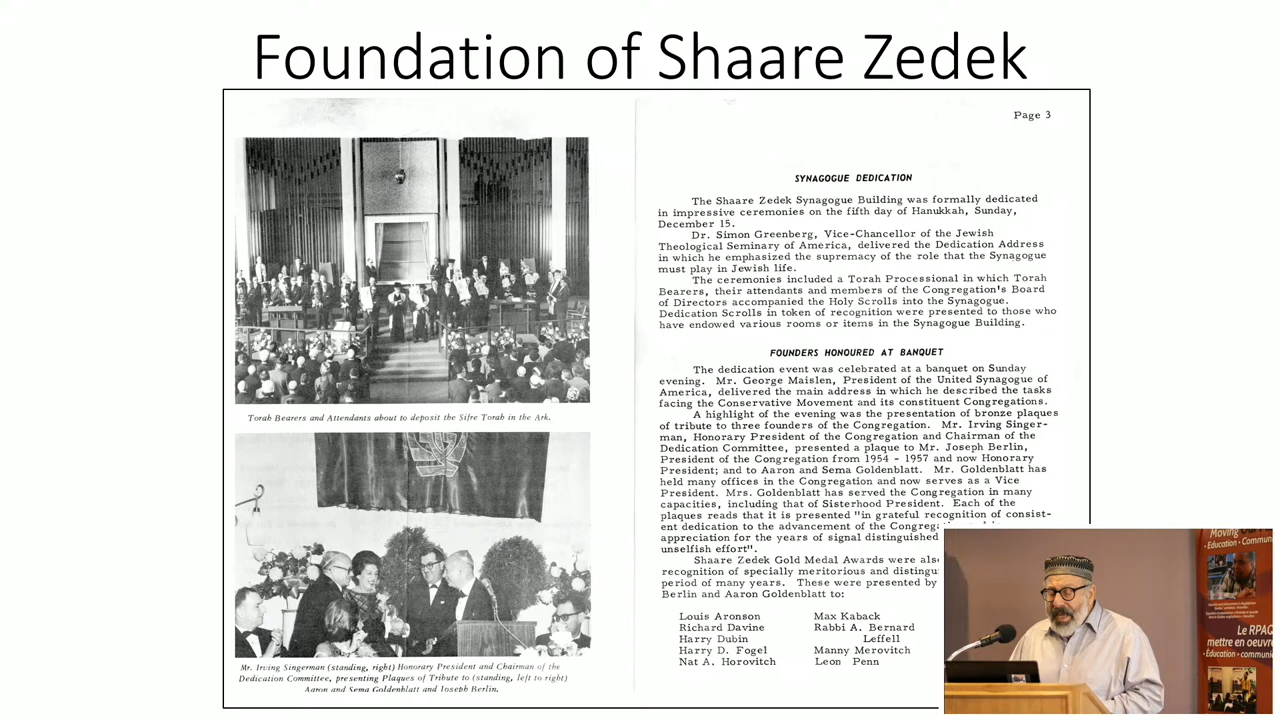 Foundation of Shaare Zedek
Torah Bearers and Attendants about to deposit the Sifre Torah in the Ark.
Mr. Irving Singerman (standing, right) Honorary President and Chairman of the
Dedication Committee, presenting Plaques of Tribute to (standing, left to right)
Aaron and Sema Goldenblatt and Joseph Berlin.
Page 3
SYNAGOGUE DEDICATION
The Shaare Zedek Synagogue Building was formally dedicated
in impressive ceremonies on the fifth day of Hanukkah, Sunday,
December 15.
Dr. Simon Greenberg, Vice-Chancellor of the Jewish
Theological Seminary of America, delivered the Dedication Address
in which he emphasized the supremacy of the role that the Synagogue
must play in Jewish life.
The ceremonies included a Torah Processional in which Torah
Bearers, their attendants and members of the Congregation's Board
of Directors accompanied the Holy Scrolls into the Synagogue.
Dedication Scrolls in token of recognition were presented to those who
have endowed various rooms or items in the Synagogue Building.
FOUNDERS HONOURED AT BANQUET
The dedication event was celebrated at a banquet on Sunday
evening. Mr. George Maislen, President of the United Synagogue of
America, delivered the main address in which he described the tasks
facing the Conservative Movement and its constituent Congregations.
A highlight of the evening was the presentation of bronze plaques
of tribute to three founders of the Congregation. Mr. Irving Singer-
man, Honorary President of the Congregation and Chairman of the
Dedication Committee, presented a plaque to Mr. Joseph Berlin,
President of the Congregation from 1954 - 1957 and now Honorary
President; and to Aaron and Sema Goldenblatt. Mr. Goldenblatt has
held many offices in the Congregation and now serves as a Vice
President. Mrs. Goldenblatt has served the Congregation in many
capacities, including that of Sisterhood President. Each of the
plaques reads that it is presented "in grateful recognition of consist-
ent dedication to the advancement of the Congrega
appreciation for the years of signal distinguished
unselfish effort".
Shaare Zedek Gold Medal Awards were also
recognition of specially meritorious and distingu
period of many years. These were presented by
Berlin and Aaron Goldenblatt to:
Louis Aronson Max Kaback
Richard Davine Rabbi A. Bernard
Harry Dubin Leffell
Harry D. Fogel Manny Merovitch
Nat A. Horovitch Leon Penn
Moving
• Education • Commun
Le RPAQ
mettre en oeuvre
• Éducation • communi